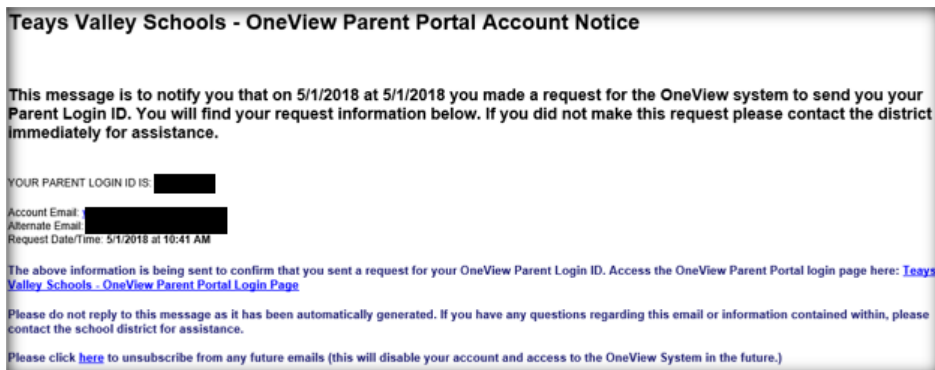 Teays Valley Schools - OneView Parent Portal Account Notice
This message is to notify you that on 5/1/2018 at 5/1/2018 you made a request for the OneView system to send you your
Parent Login ID. You will find your request information below. If you did not make this request please contact the district
immediately for assistance.
YOUR PARENT LOGIN ID IS:
Account Email:
Alternate Email:
Request Date/Time: 5/1/2018 at 10:41 AM
The above information is being sent to confirm that you sent a request for your OneView Parent Login ID. Access the OneView Parent Portal login page here: Teays
Valley Schools - OneView Parent Portal Login Page
Please do not reply to this message as it has been automatically generated. If you have any questions regarding this email or information contained within, please
contact the school district for assistance.
Please click here to unsubscribe from any future emails (this will disable your account and access to the OneView System in the future.)